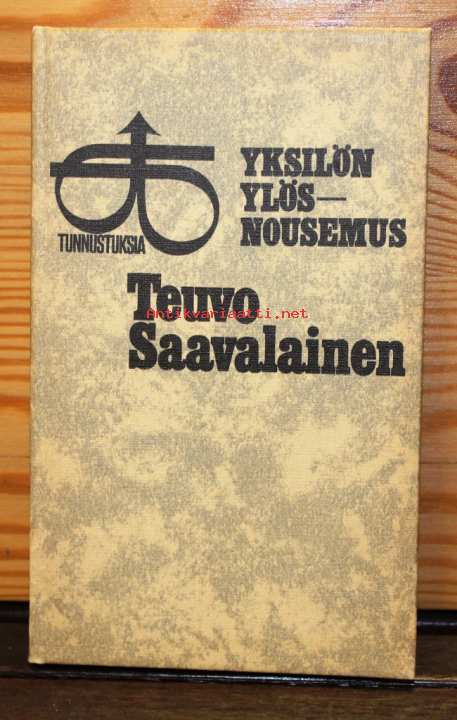 YKSILÖN
YLÖS—
NOUSEMUS
TUNNUSTUKSIA
Teuvo
Antikvariaatti.net
Saavalainen